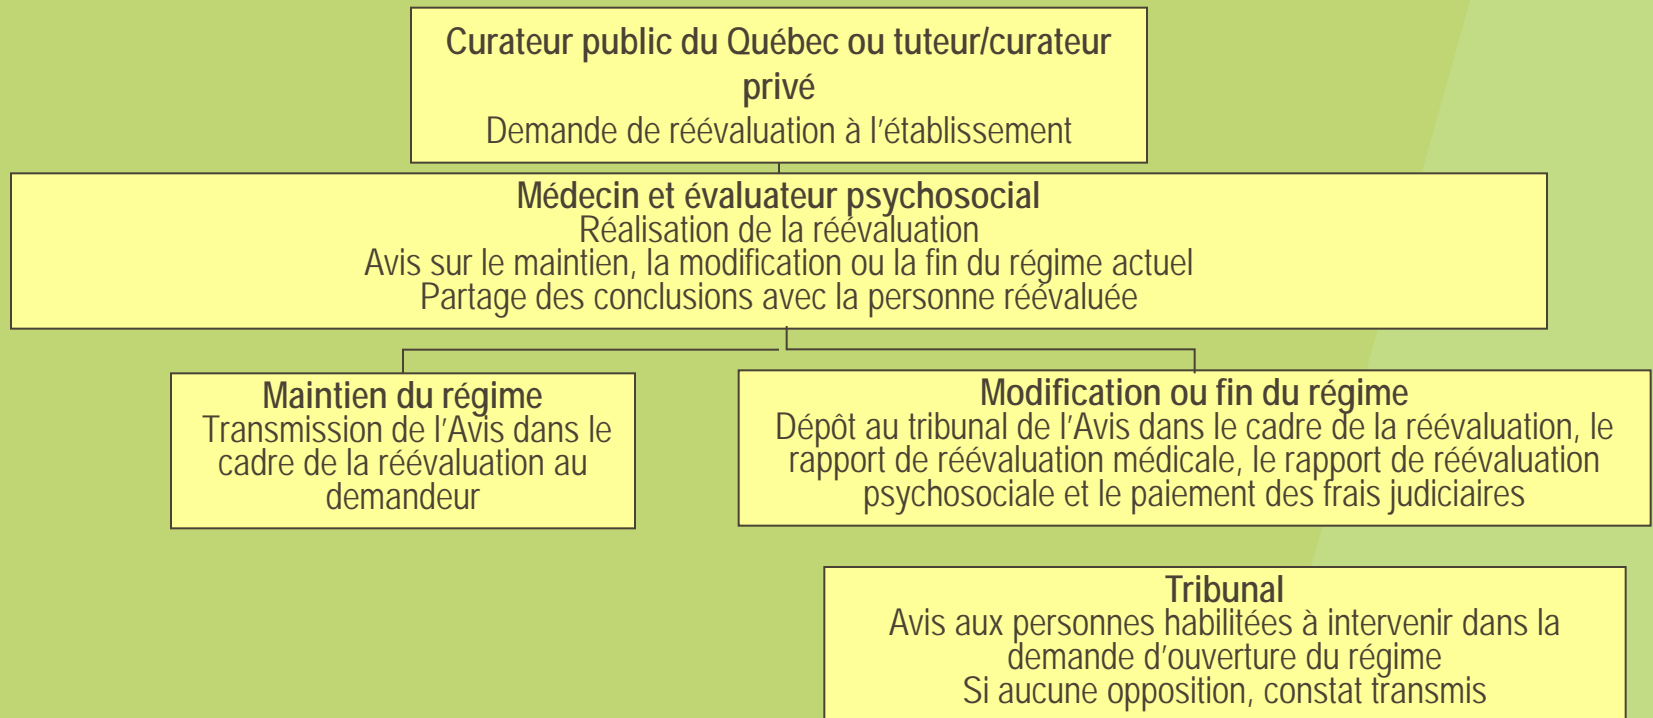 Curateur public du Québec ou tuteur/curateur
privé
Demande de réévaluation à l’établissement
Médecin et évaluateur psychosocial
Réalisation de la réévaluation
Avis sur le maintien, la modification ou la fin du régime actuel
Partage des conclusions avec la personne réévaluée
Maintien du régime
Transmission de l’Avis dans le
cadre de la réévaluation au
demandeur
Modification ou fin du régime
Dépôt au tribunal de l’Avis dans le cadre de la réévaluation, le
rapport de réévaluation médicale, le rapport de réévaluation
psychosociale et le paiement des frais judiciaires
Tribunal
Avis aux personnes habilitées à intervenir dans la
demande d’ouverture du régime
Si aucune opposition, constat transmis